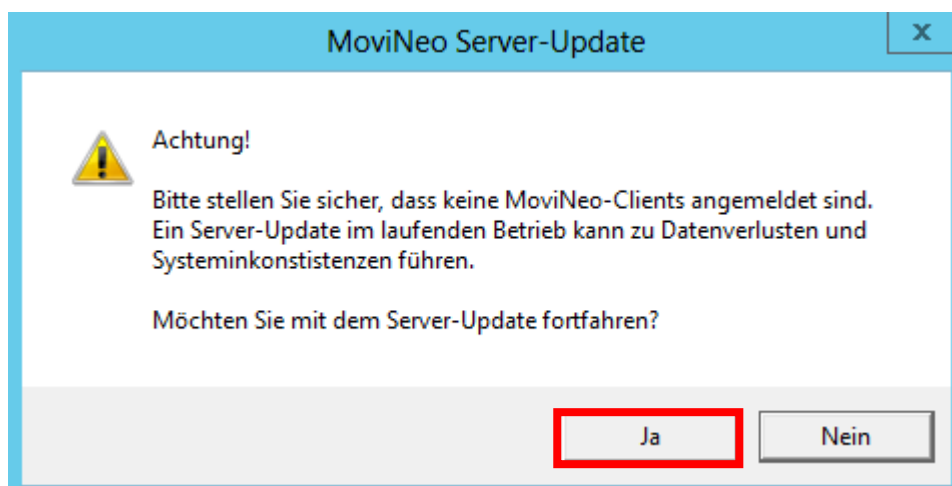 MoviNeo Server-Update
x
Achtung!
Bitte stellen Sie sicher, dass keine MoviNeo-Clients angemeldet sind.
Ein Server-Update im laufenden Betrieb kann zu Datenverlusten und
Systeminkonstistenzen führen.
Möchten Sie mit dem Server-Update fortfahren?
Ja
Nein